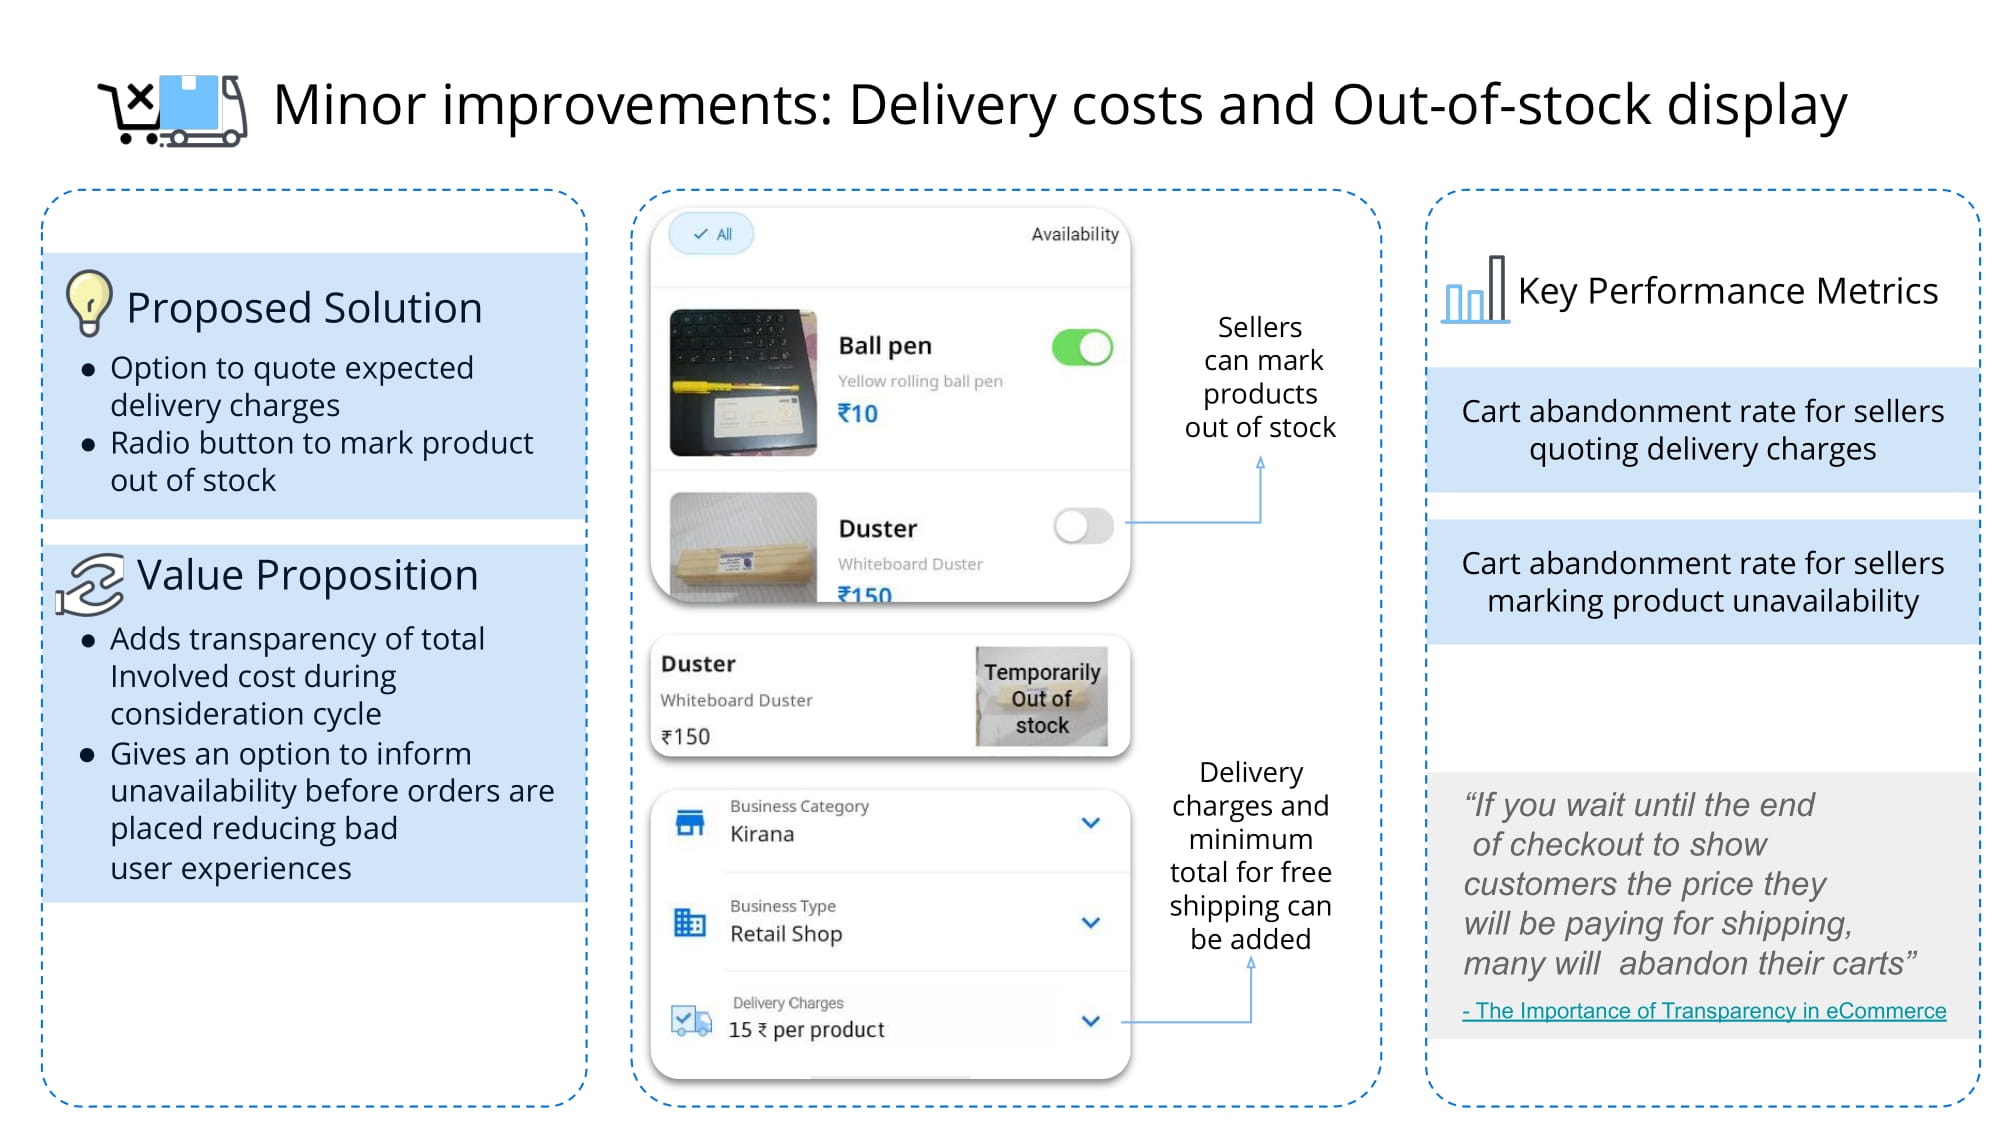 Minor improvements: Delivery costs and Out-of-stock display
Proposed Solution
● Option to quote expected
delivery charges
● Radio button to mark product
out of stock
Value Proposition
● Adds transparency of total
Involved cost during
consideration cycle
● Gives an option to inform
unavailability before orders are
placed reducing bad
user experiences
All
Availability
Ball pen
Yellow rolling ball pen
₹10
Duster
Whiteboard Duster
₹150
Sellers
can mark
products
out of stock
Duster
Whiteboard Duster
₹150
Temporarily
Out of
stock
Business Category
Kirana
Business Type
Retail Shop
Delivery Charges
15 ₹ per product
Delivery
charges and
minimum
total for free
shipping can
be added
Key Performance Metrics
Cart abandonment rate for sellers
quoting delivery charges
Cart abandonment rate for sellers
marking product unavailability
“If you wait until the end
of checkout to show
customers the price they
will be paying for shipping,
many will abandon their carts”
- The Importance of Transparency in eCommerce